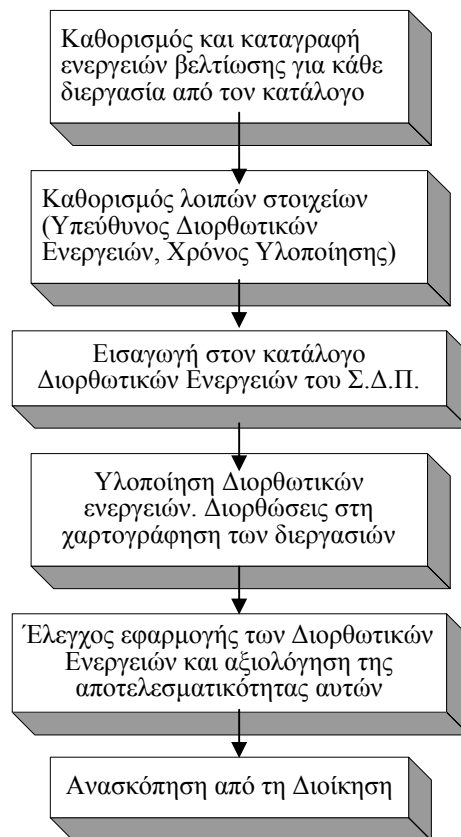 Καθορισμός και καταγραφή
ενεργειών βελτίωσης για κάθε
διεργασία από τον κατάλογο
Καθορισμός λοιπών στοιχείων
(Υπεύθυνος Διορθωτικών
Ενεργειών, Χρόνος Υλοποίησης)
Εισαγωγή στον κατάλογο
Διορθωτικών Ενεργειών του Σ.Δ.Π.
Υλοποίηση Διορθωτικών
ενεργειών. Διορθώσεις στη
χαρτογράφηση των διεργασιών
Έλεγχος εφαρμογής των Διορθωτικών
Ενεργειών και αξιολόγηση της
αποτελεσματικότητας αυτών
Ανασκόπηση από τη Διοίκηση